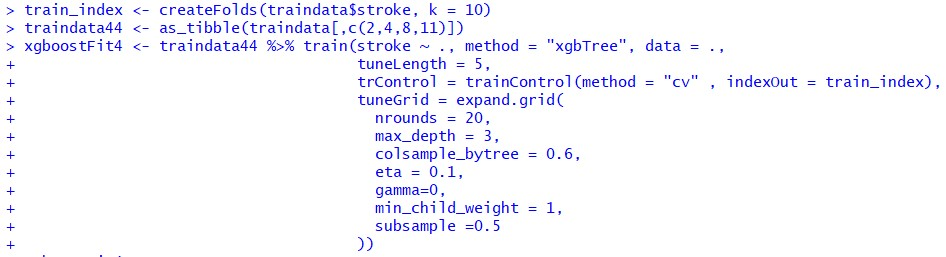 > train_index <- createFolds(traindata$stroke, k = 10)
> traindata44 <- as_tibble(traindata[,c(2,4,8,11)])
> xgboostFit4 <- traindata44 %>% train(stroke ~ ., method = "xgbTree", data = .,
+                                      tuneLength = 5,
+                                      trControl = trainControl(method = "cv" , indexOut = train_index),
+                                      tuneGrid = expand.grid(
+                                        nrounds = 20,
+                                        max_depth = 3,
+                                        colsample_bytree = 0.6,
+                                        eta = 0.1,
+                                        gamma=0,
+                                        min_child_weight = 1,
+                                        subsample =0.5
+                                      ))